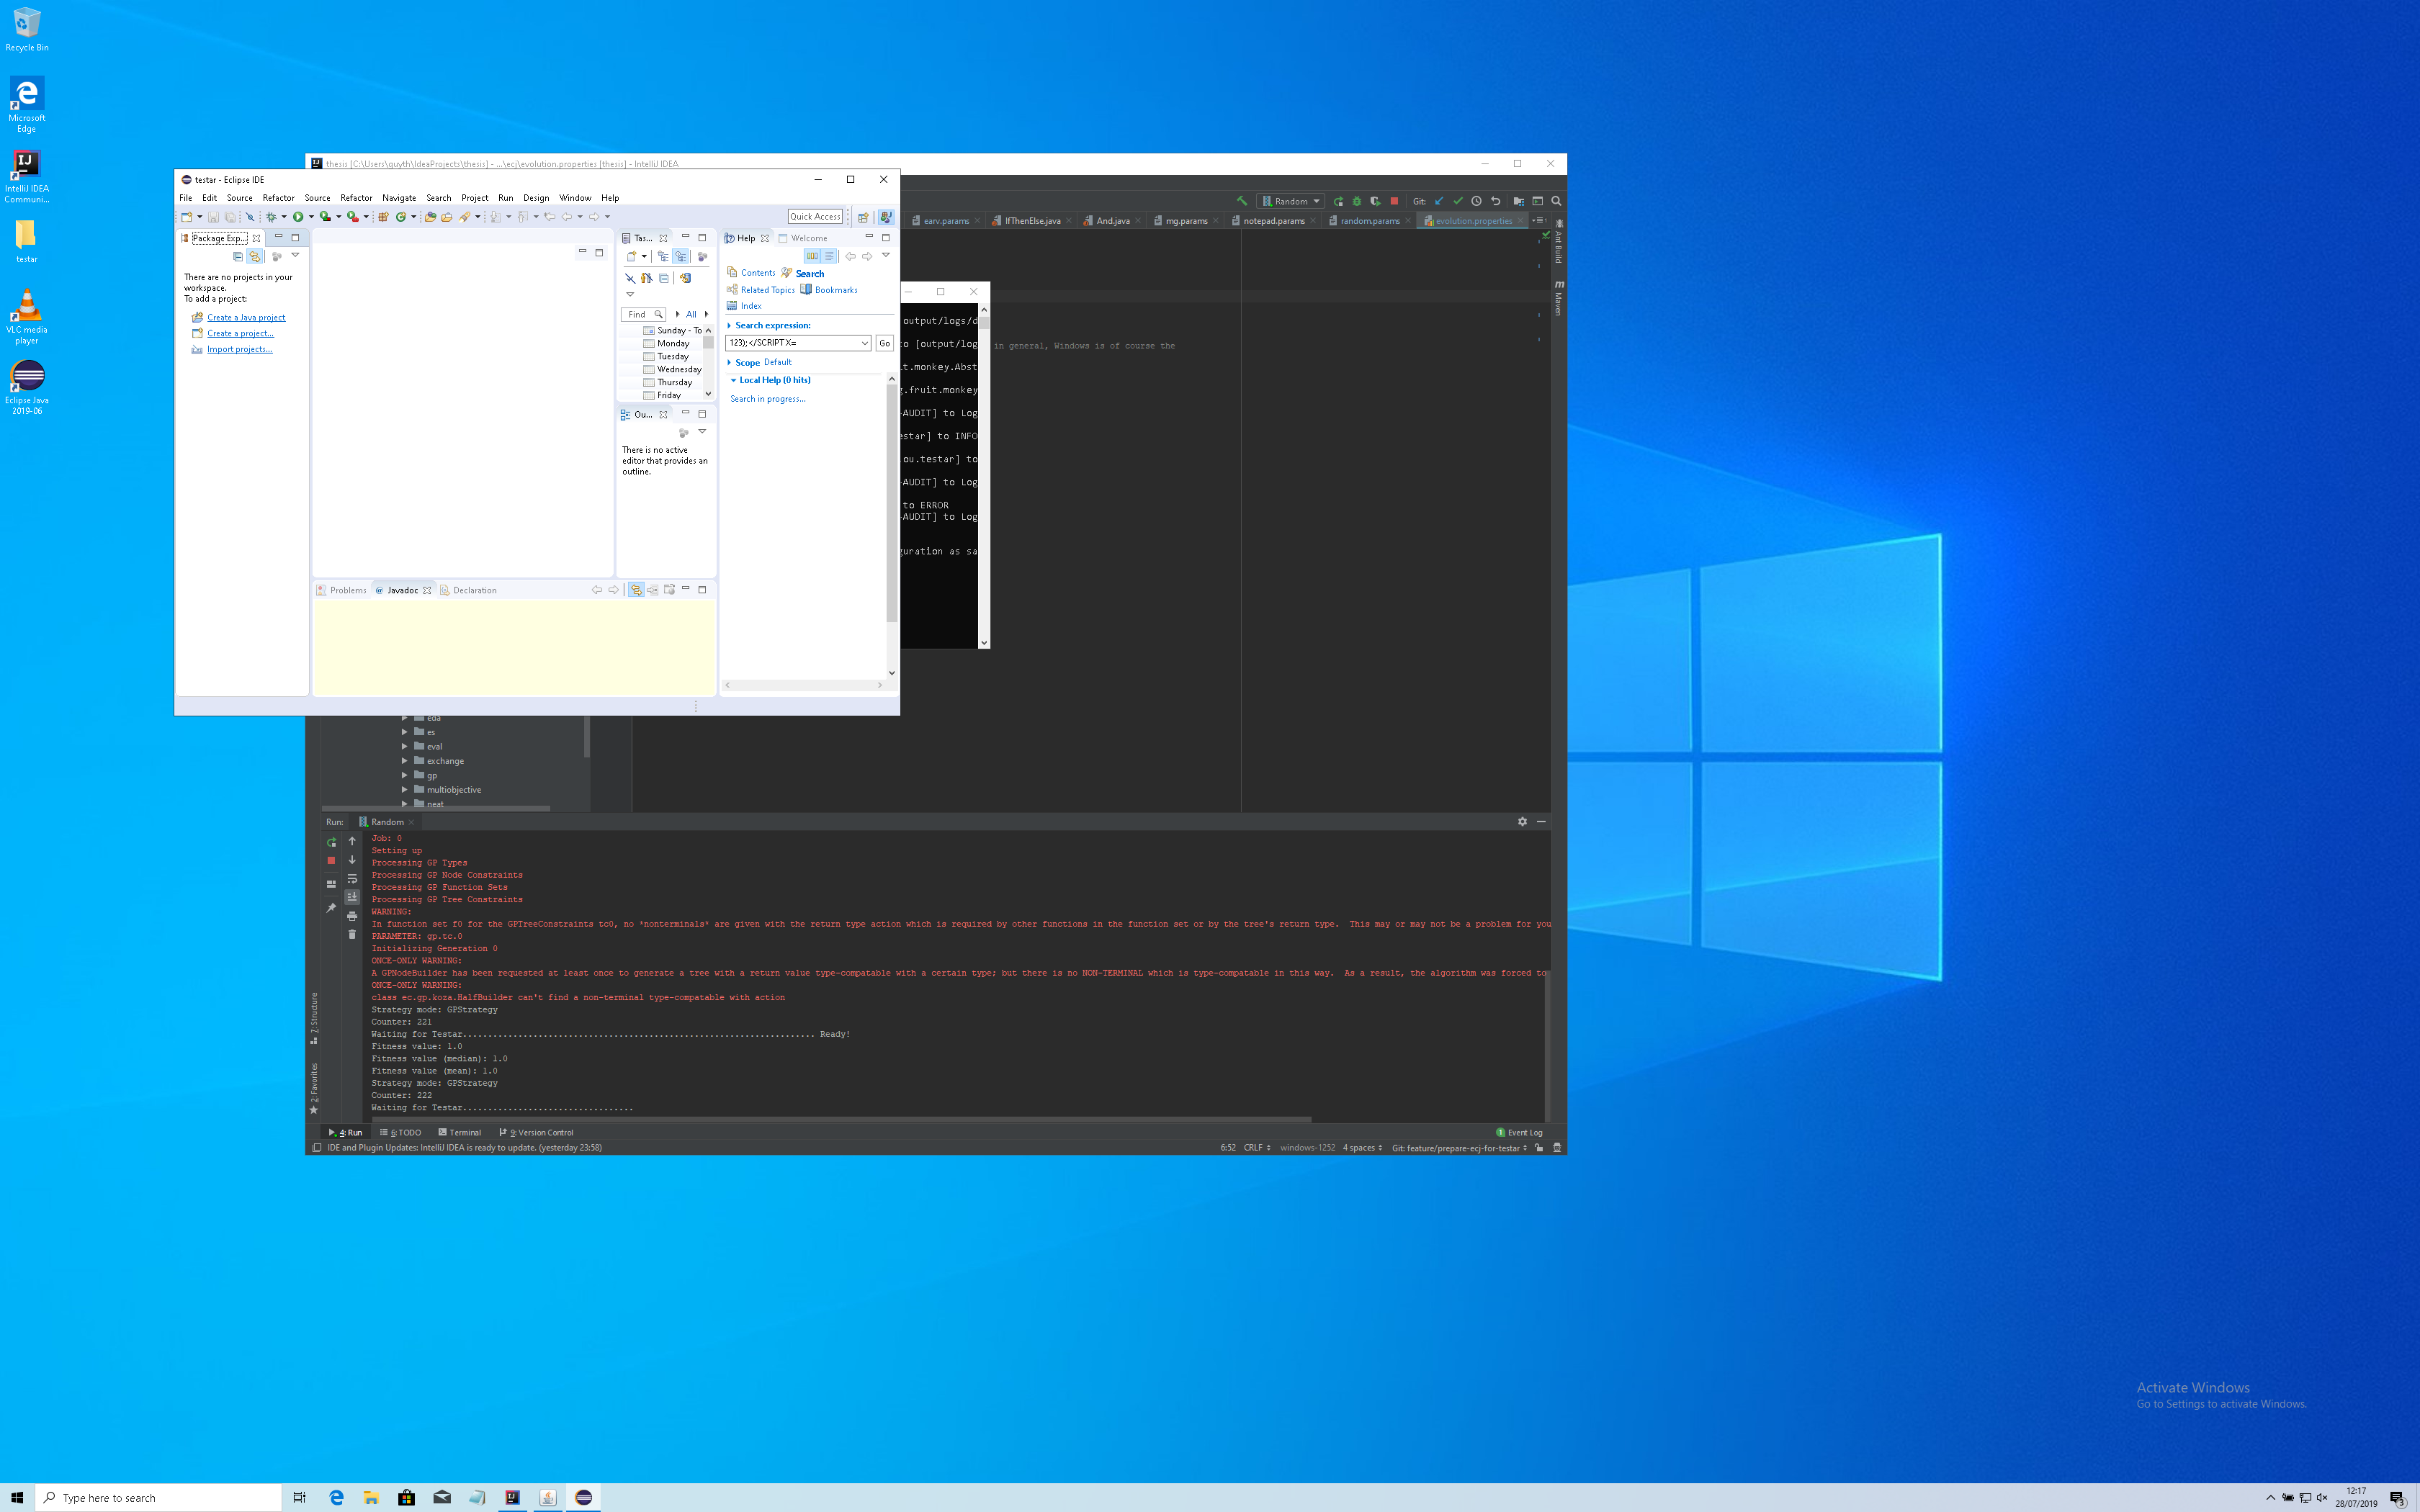 Recycle Bin
Microsoft
Edge
IntelliJ IDEA
Communi...
testar
VLC media
player
Eclipse Java
2019-06
thesis [C:\Users\guyth\IdeaProjects\thesis] - ...\ecj\evolution.properties [thesis] - IntelliJ IDEA
testar - Eclipse IDE
File Edit Source Refactor Source Refactor Navigate Search Project Run Design Window Help
Quick Access
Random
Git:
earv.params IfThenElse.java And.java mg.params notepad.params random.params evolution.properties
Ant Build
Maven
Package Exp...
There are no projects in your
workspace.
To add a project:
Create a Java project
Create a project...
Import projects...
Tas...
Find
All
Sunday - To
Monday
Tuesday
Wednesday
Thursday
Friday
Ou...
There is no active
editor that provides an
outline.
Help Welcome
Contents Search
Related Topics Bookmarks
Index
Search expression:
123);</SCRIPT X=
Go
Scope Default
Local Help (0 hits)
Search in progress...
output/logs/d
to [output/log
in general, Windows is of course the
it.monkey.Abst
g.fruit.monkey
-AUDIT] to Log
estar] to INFO
ou.testar] to
-AUDIT] to Log
to ERROR
-AUDIT] to Log
guration as sa
Problems Javadoc Declaration
eda
es
eval
exchange
gp
multiobjective
neat
Run: Random
Job: 0
Setting up
Processing GP Types
Processing GP Node Constraints
Processing GP Function Sets
Processing GP Tree Constraints
WARNING:
In function set f0 for the GPTreeConstraints tc0, no *nonterminals* are given with the return type action which is required by other functions in the function set or by the tree's return type.  This may or may not be a problem for you
PARAMETER: gp.tc.0
Initializing Generation 0
ONCE-ONLY WARNING:
A GPNodeBuilder has been requested at least once to generate a tree with a return value type-compatable with a certain type; but there is no NON-TERMINAL which is type-compatable in this way.  As a result, the algorithm was forced to
ONCE-ONLY WARNING:
class ec.gp.koza.HalfBuilder can't find a non-terminal type-compatable with action
Strategy mode: GPStrategy
Counter: 221
Waiting for Testar...................................................................... Ready!
Fitness value: 1.0
Fitness value (median): 1.0
Fitness value (mean): 1.0
Strategy mode: GPStrategy
Counter: 222
Waiting for Testar..................................
7: Structure
2: Favorites
4: Run 6: TODO Terminal 9: Version Control
1 Event Log
IDE and Plugin Updates: IntelliJ IDEA is ready to update. (yesterday 23:58)
6:52 CRLF windows-1252 4 spaces Git: feature/prepare-ecj-for-testar
Activate Windows
Go to Settings to activate Windows.
Type here to search
12:17
28/07/2019
3